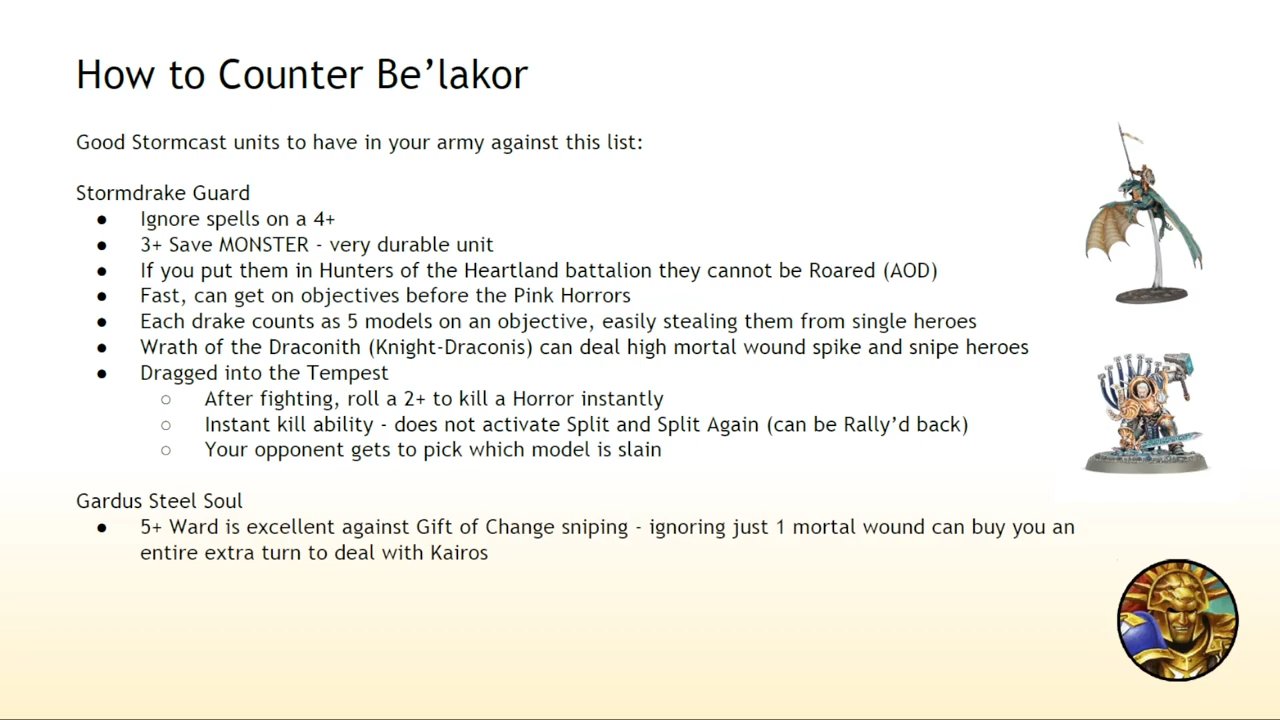 How to Counter Be’lakor
Good Stormcast units to have in your army against this list:
Stormdrake Guard
● Ignore spells on a 4+
● 3+ Save MONSTER - very durable unit
● If you put them in Hunters of the Heartland battalion they cannot be Roared (AOD)
● Fast, can get on objectives before the Pink Horrors
● Each drake counts as 5 models on an objective, easily stealing them from single heroes
● Wrath of the Draconith (Knight-Draconis) can deal high mortal wound spike and snipe heroes
● Dragged into the Tempest
○ After fighting, roll a 2+ to kill a Horror instantly
○ Instant kill ability - does not activate Split and Split Again (can be Rally’d back)
○ Your opponent gets to pick which model is slain
Gardus Steel Soul
● 5+ Ward is excellent against Gift of Change sniping - ignoring just 1 mortal wound can buy you an
entire extra turn to deal with Kairos